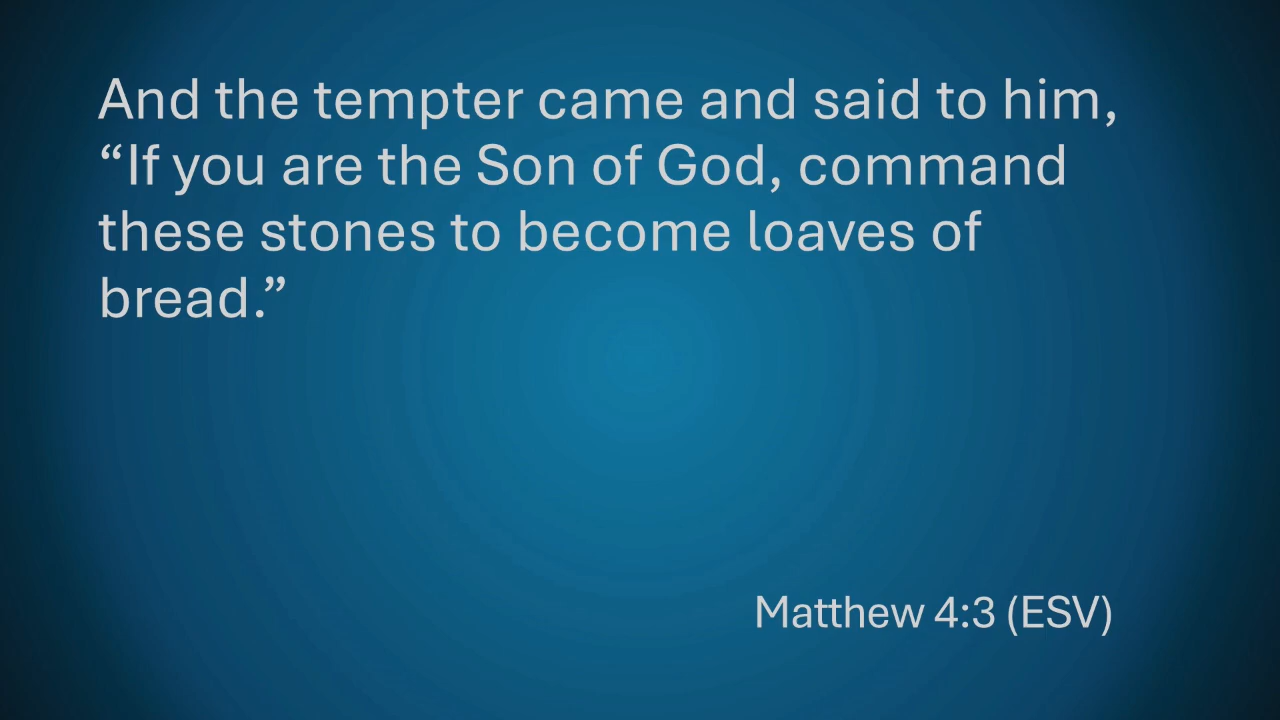 And the tempter came and said to him,
“If you are the Son of God, command
these stones to become loaves of
bread.”
Matthew 4:3 (ESV)